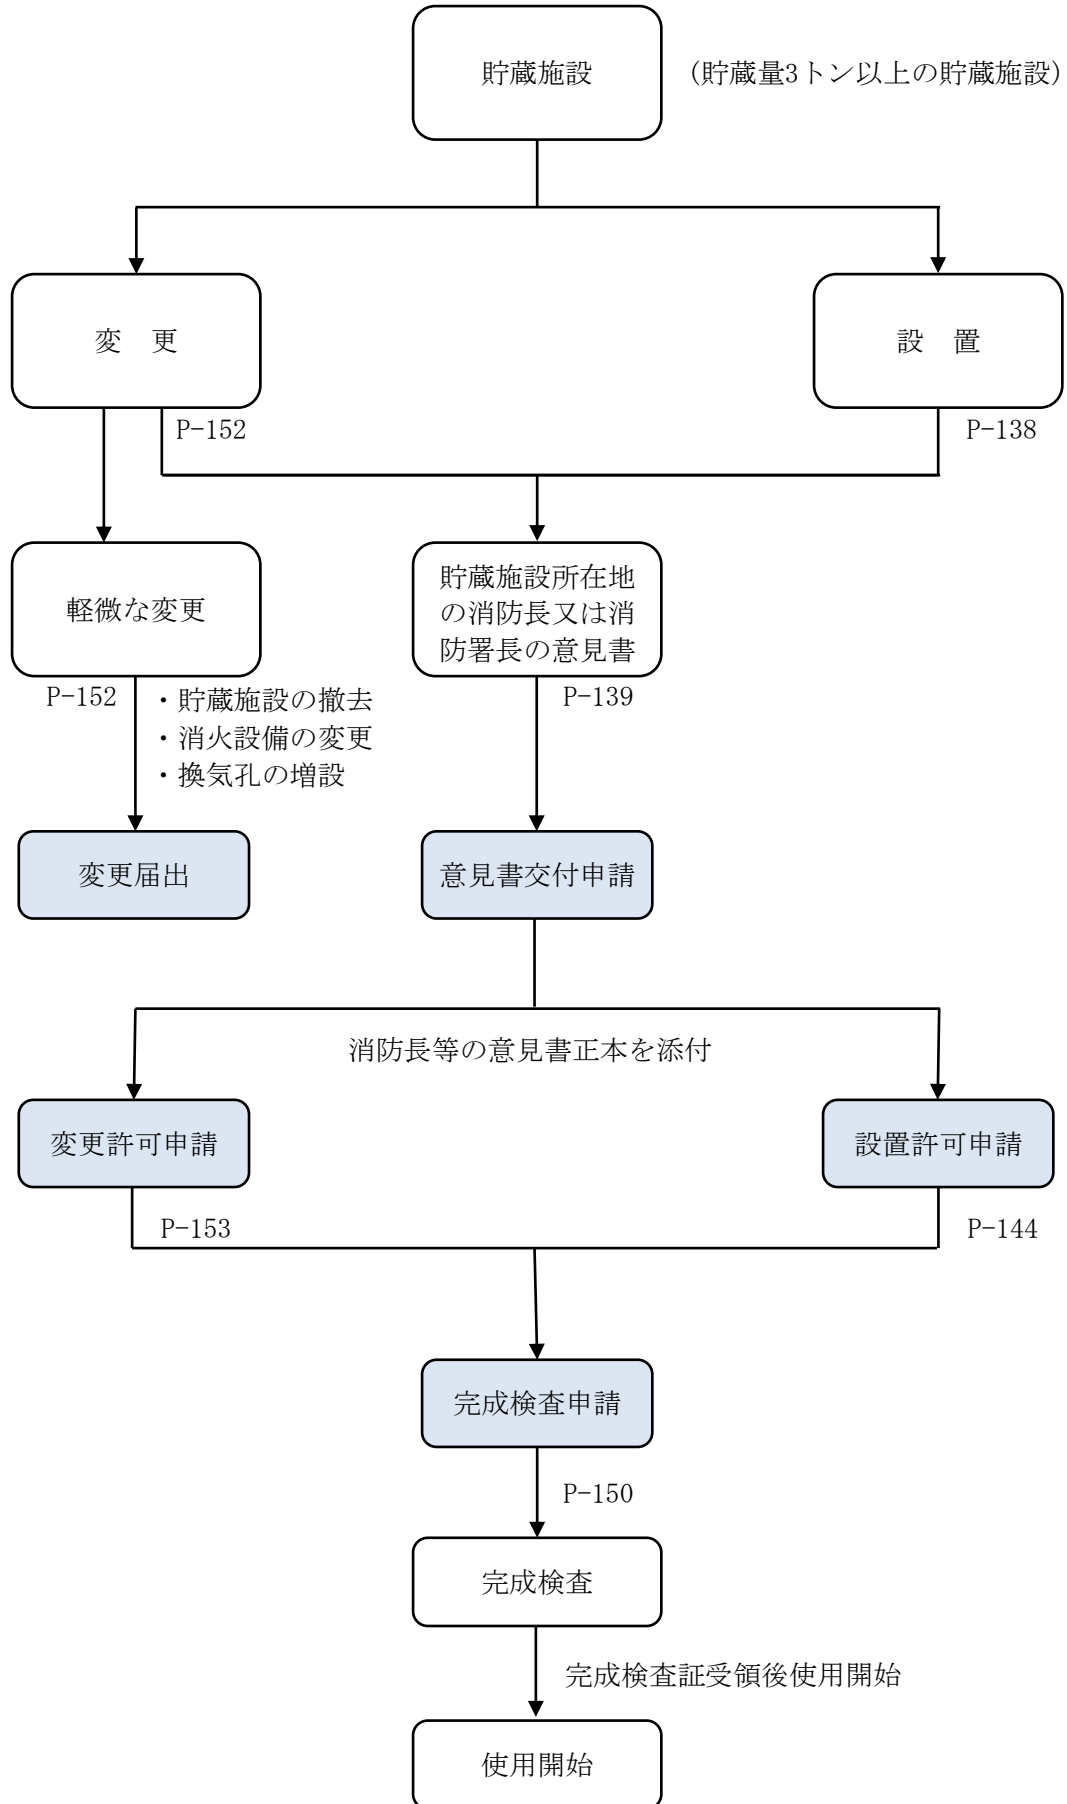 貯蔵施設
（貯蔵量3トン以上の貯蔵施設）
変　更
設　置
P-152
P-138
軽微な変更
貯蔵施設所在地
の消防長又は消
防署長の意見書
P-152
・貯蔵施設の撤去
・消火設備の変更
・換気孔の増設
P-139
変更届出
意見書交付申請
消防長等の意見書正本を添付
変更許可申請
設置許可申請
P-153
P-144
完成検査申請
P-150
完成検査
完成検査証受領後使用開始
使用開始